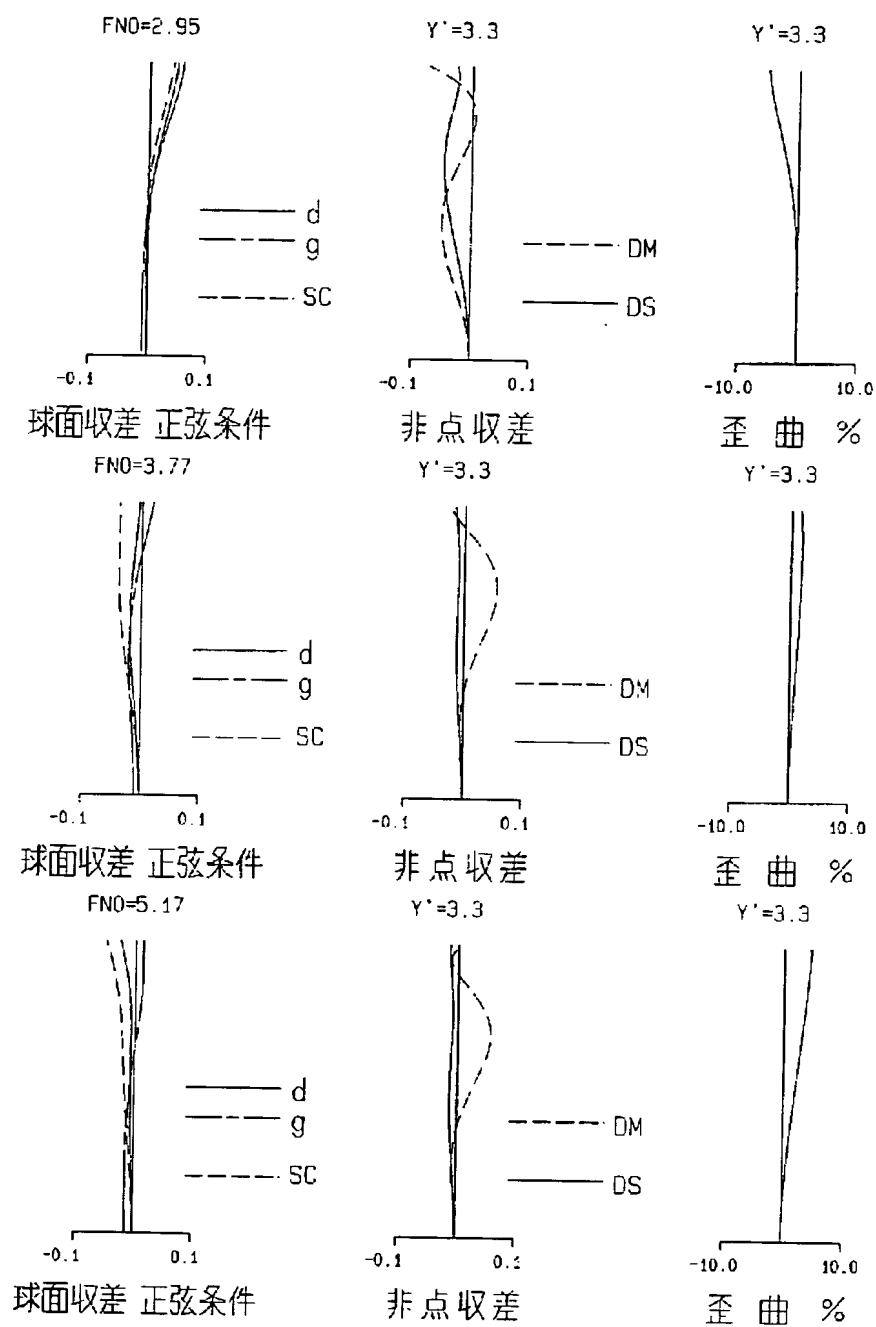 FNO=2.95 Y'=3.3 Y'=3.3
d
g
SC
DM
DS
-0.1 0.1 -0.1 0.1 -10.0 10.0
球面収差 正弦条件 非点収差 歪曲 %
FNO=3.77 Y'=3.3 Y'=3.3
d
g
SC
DM
DS
-0.1 0.1 -0.1 0.1 -10.0 10.0
球面収差 正弦条件 非点収差 歪曲 %
FNO=5.17 Y'=3.3 Y'=3.3
d
g
SC
DM
DS
-0.1 0.1 -0.1 0.1 -10.0 10.0
球面収差 正弦条件 非点収差 歪曲 %